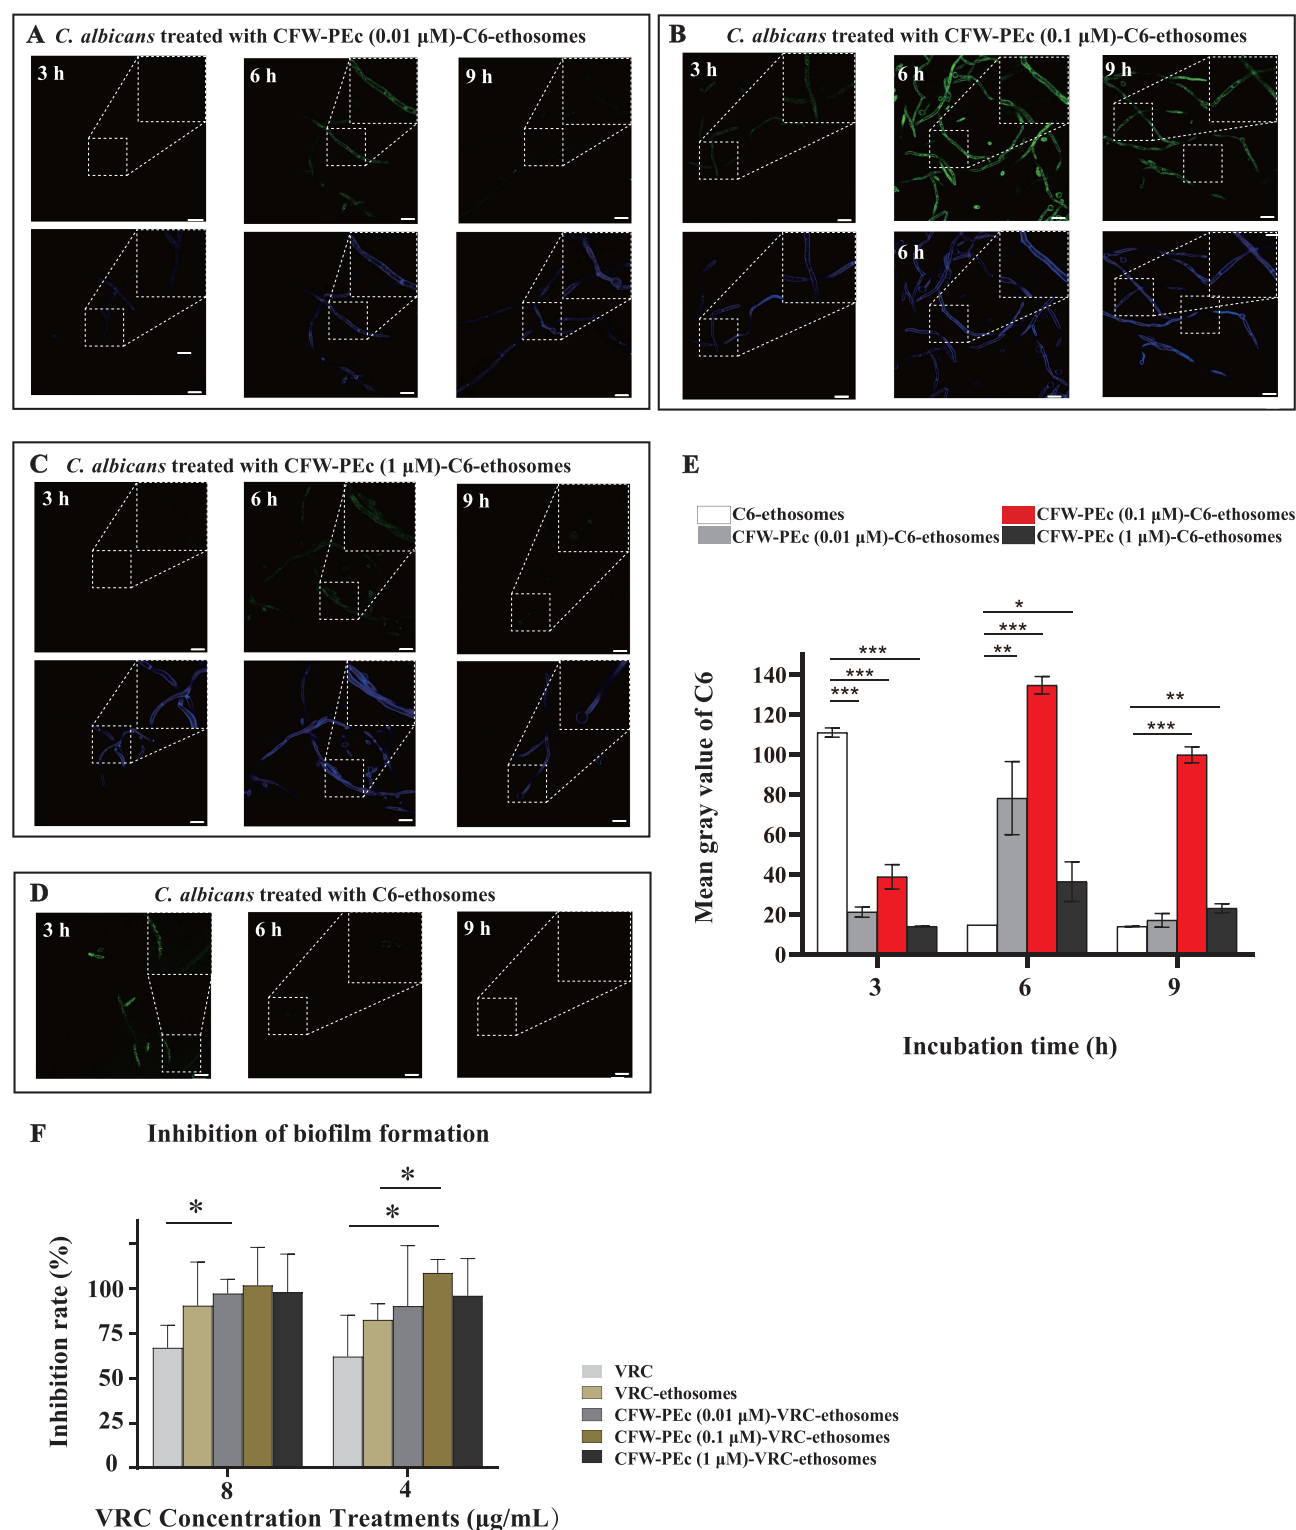 A C. albicans treated with CFW-PEc (0.01 μM)-C6-ethosomes
3 h
6 h
9 h
B C. albicans treated with CFW-PEc (0.1 μM)-C6-ethosomes
3 h
6 h
9 h
6 h
C C. albicans treated with CFW-PEc (1 μM)-C6-ethosomes
3 h
6 h
9 h
D C. albicans treated with C6-ethosomes
3 h
6 h
9 h
E
C6-ethosomes
CFW-PEc (0.01 μM)-C6-ethosomes
CFW-PEc (0.1 μM)-C6-ethosomes
CFW-PEc (1 μM)-C6-ethosomes
Mean gray value of C6
140
120
100
80
60
40
20
0
***
***
***
*
***
**
**
***
3
6
9
Incubation time (h)
F Inhibition of biofilm formation
Inhibition rate (%)
100
75
50
25
0
*
*
*
8
4
VRC Concentration Treatments (μg/mL)
VRC
VRC-ethosomes
CFW-PEc (0.01 μM)-VRC-ethosomes
CFW-PEc (0.1 μM)-VRC-ethosomes
CFW-PEc (1 μM)-VRC-ethosomes